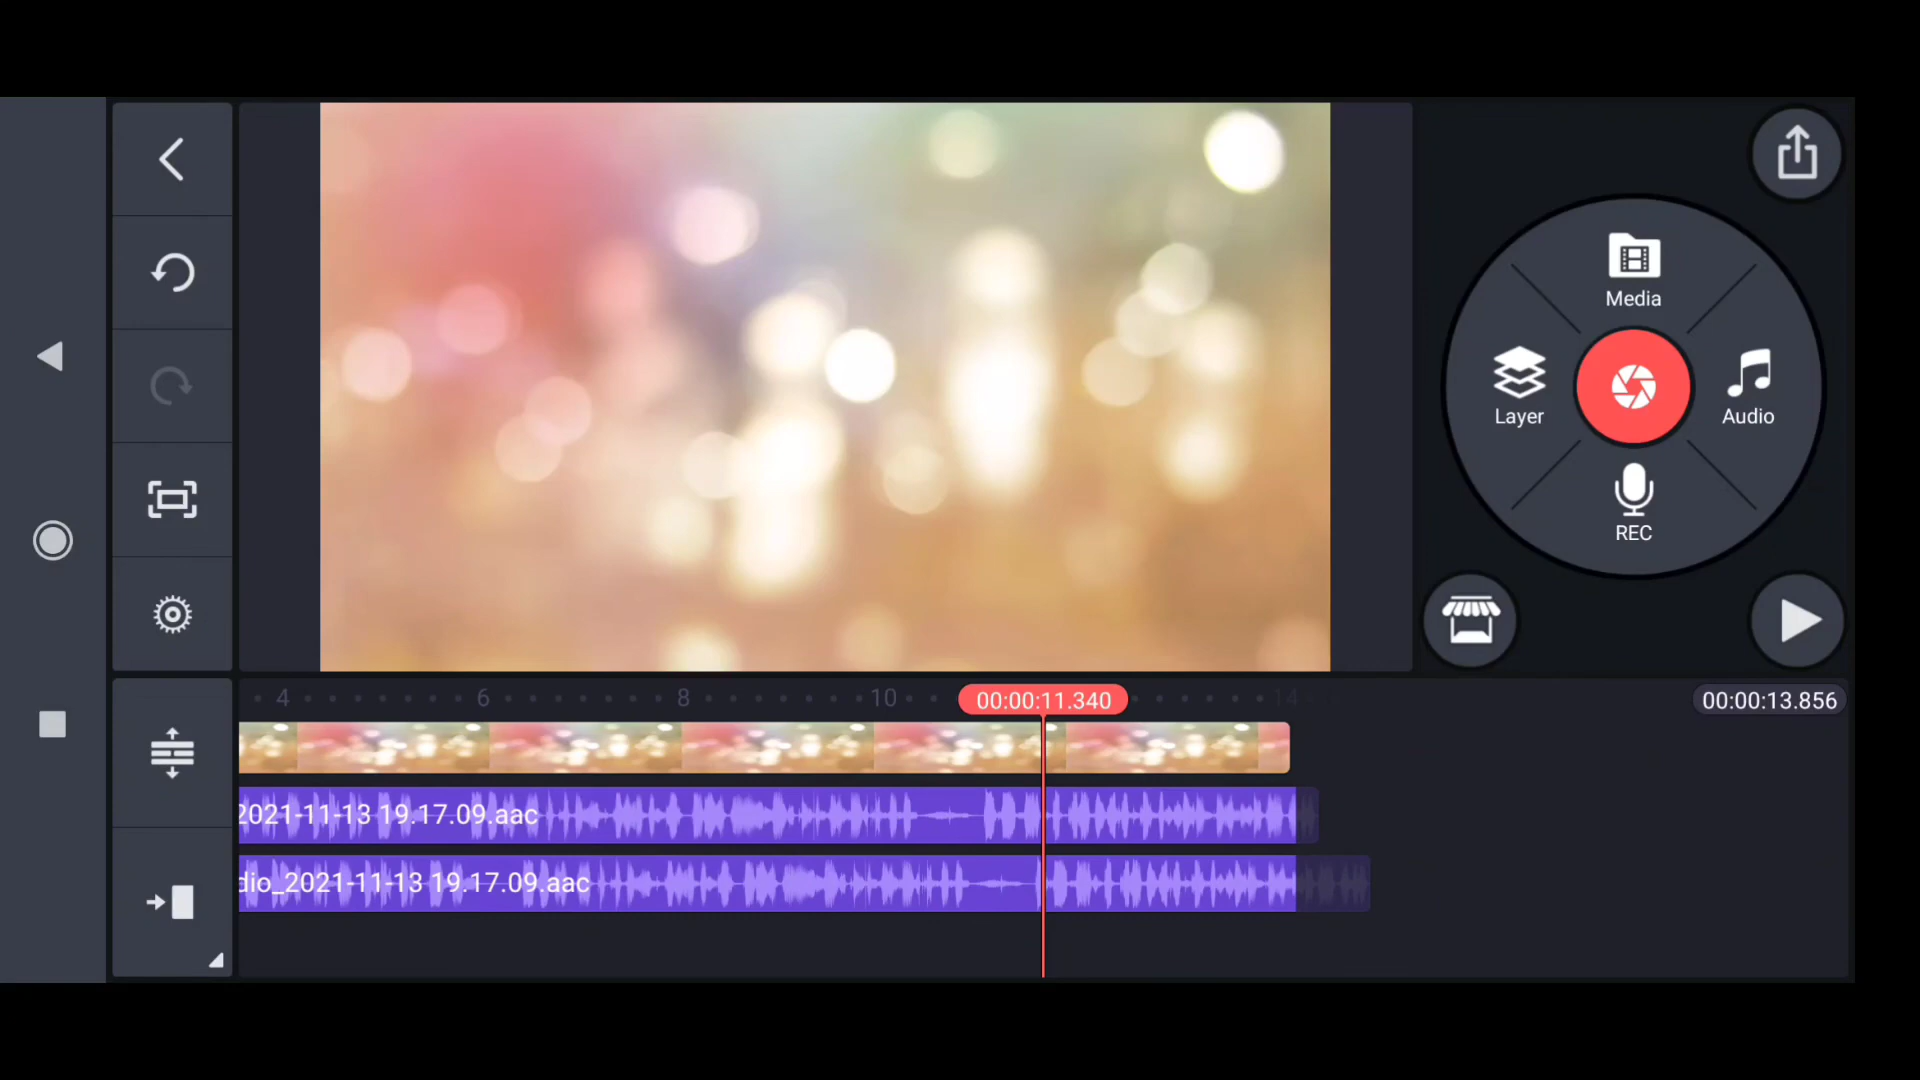 Media
Layer
Audio
REC
4 6 8 10 00:00:11.340 14 00:00:13.856
2021-11-13 19.17.09.aac
dio_2021-11-13 19.17.09.aac